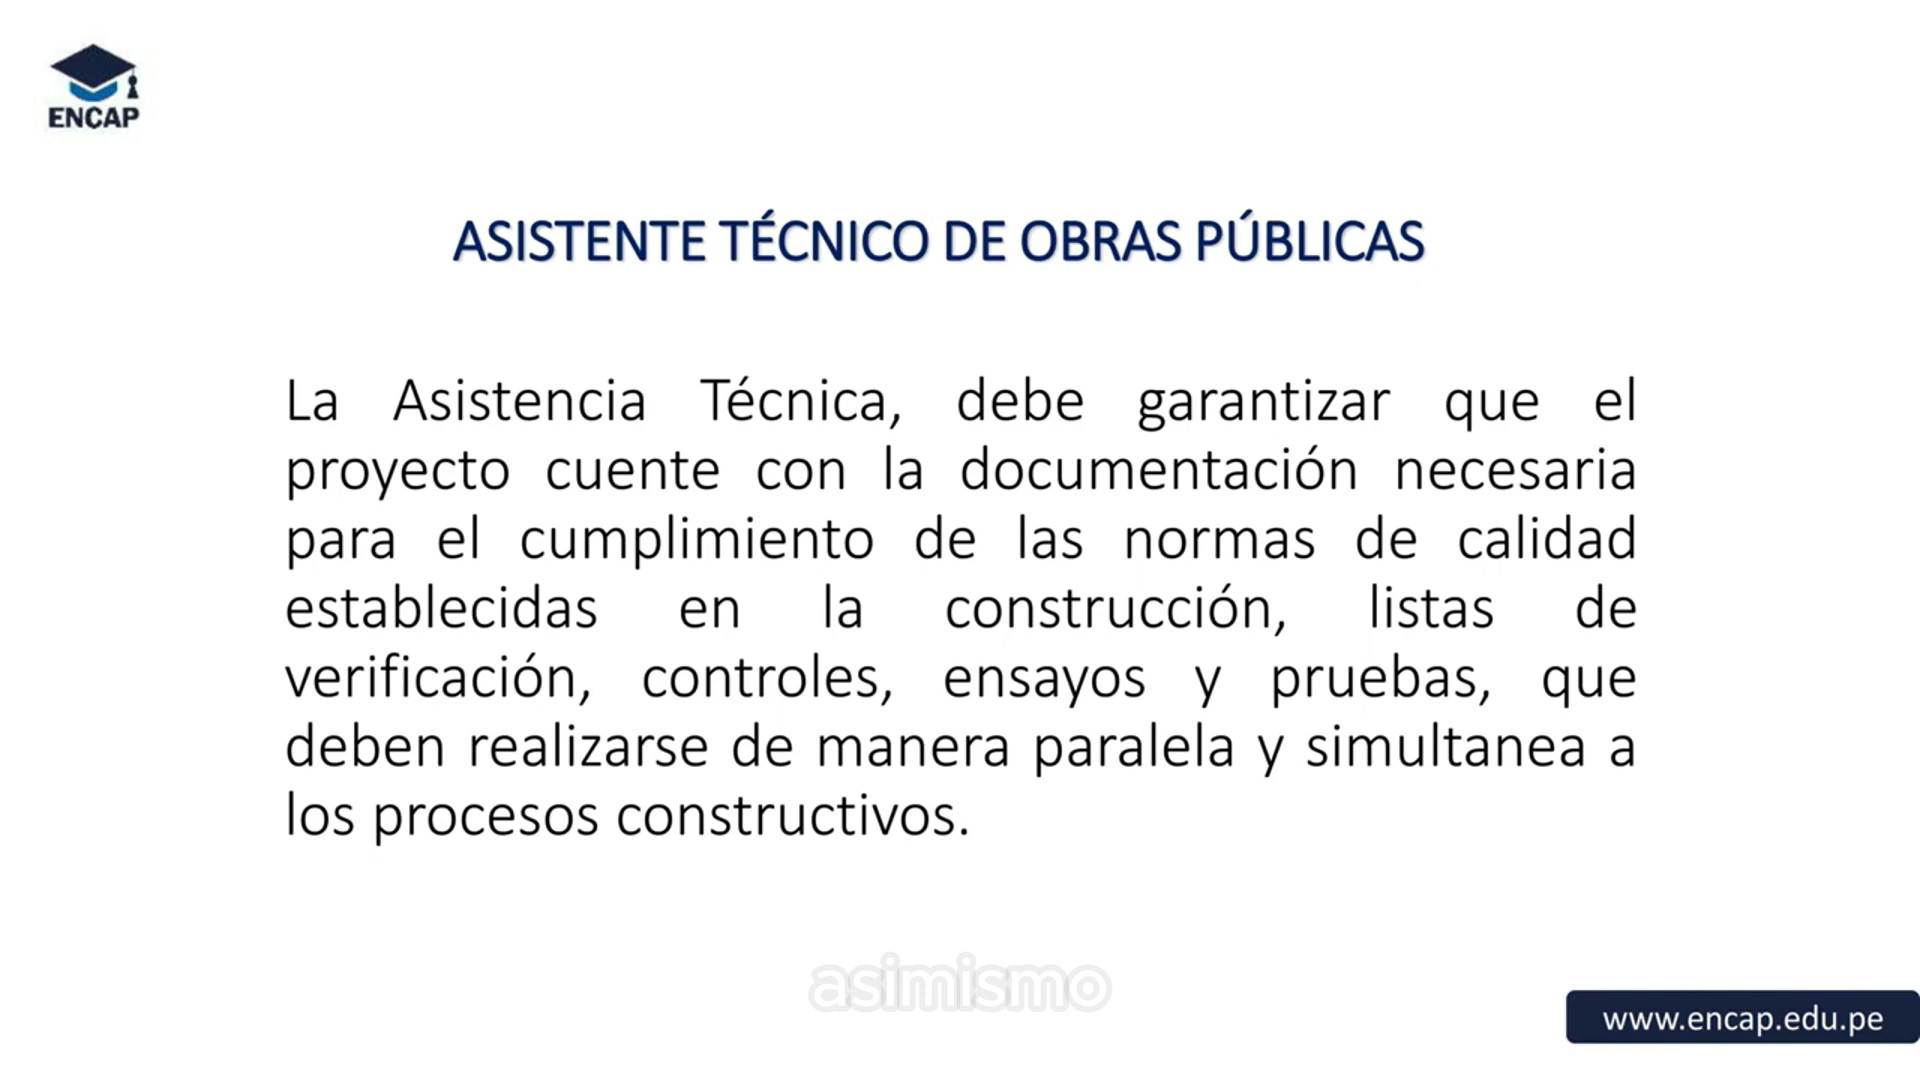 ENCAP
ASISTENTE TÉCNICO DE OBRAS PÚBLICAS
La Asistencia Técnica, debe garantizar que el
proyecto cuente con la documentación necesaria
para el cumplimiento de las normas de calidad
establecidas en la construcción, listas de
verificación, controles, ensayos y pruebas, que
deben realizarse de manera paralela y simultanea a
los procesos constructivos.
asimismo
www.encap.edu.pe